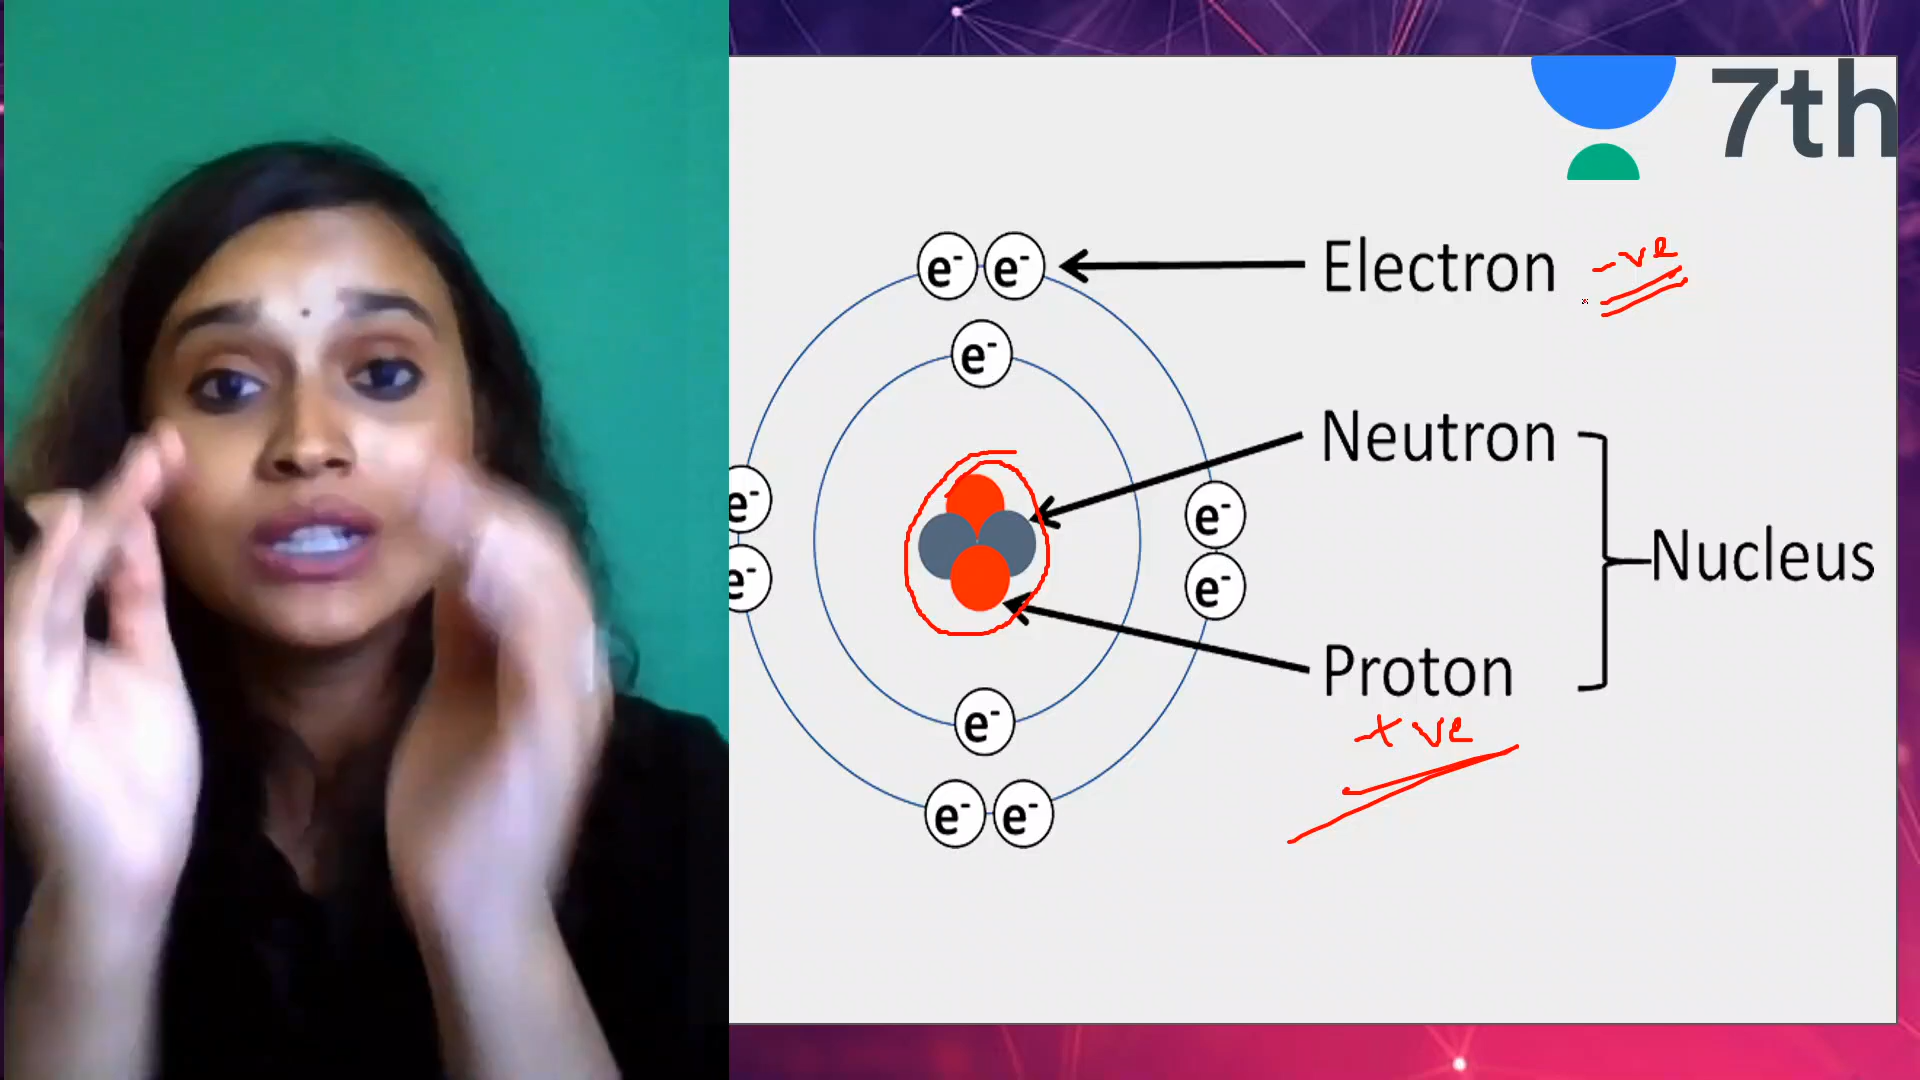 7th
e- e- Electron -ve
e-
Neutron
e- e-
Nucleus
e- e-
Proton
+ve
e-
e- e-